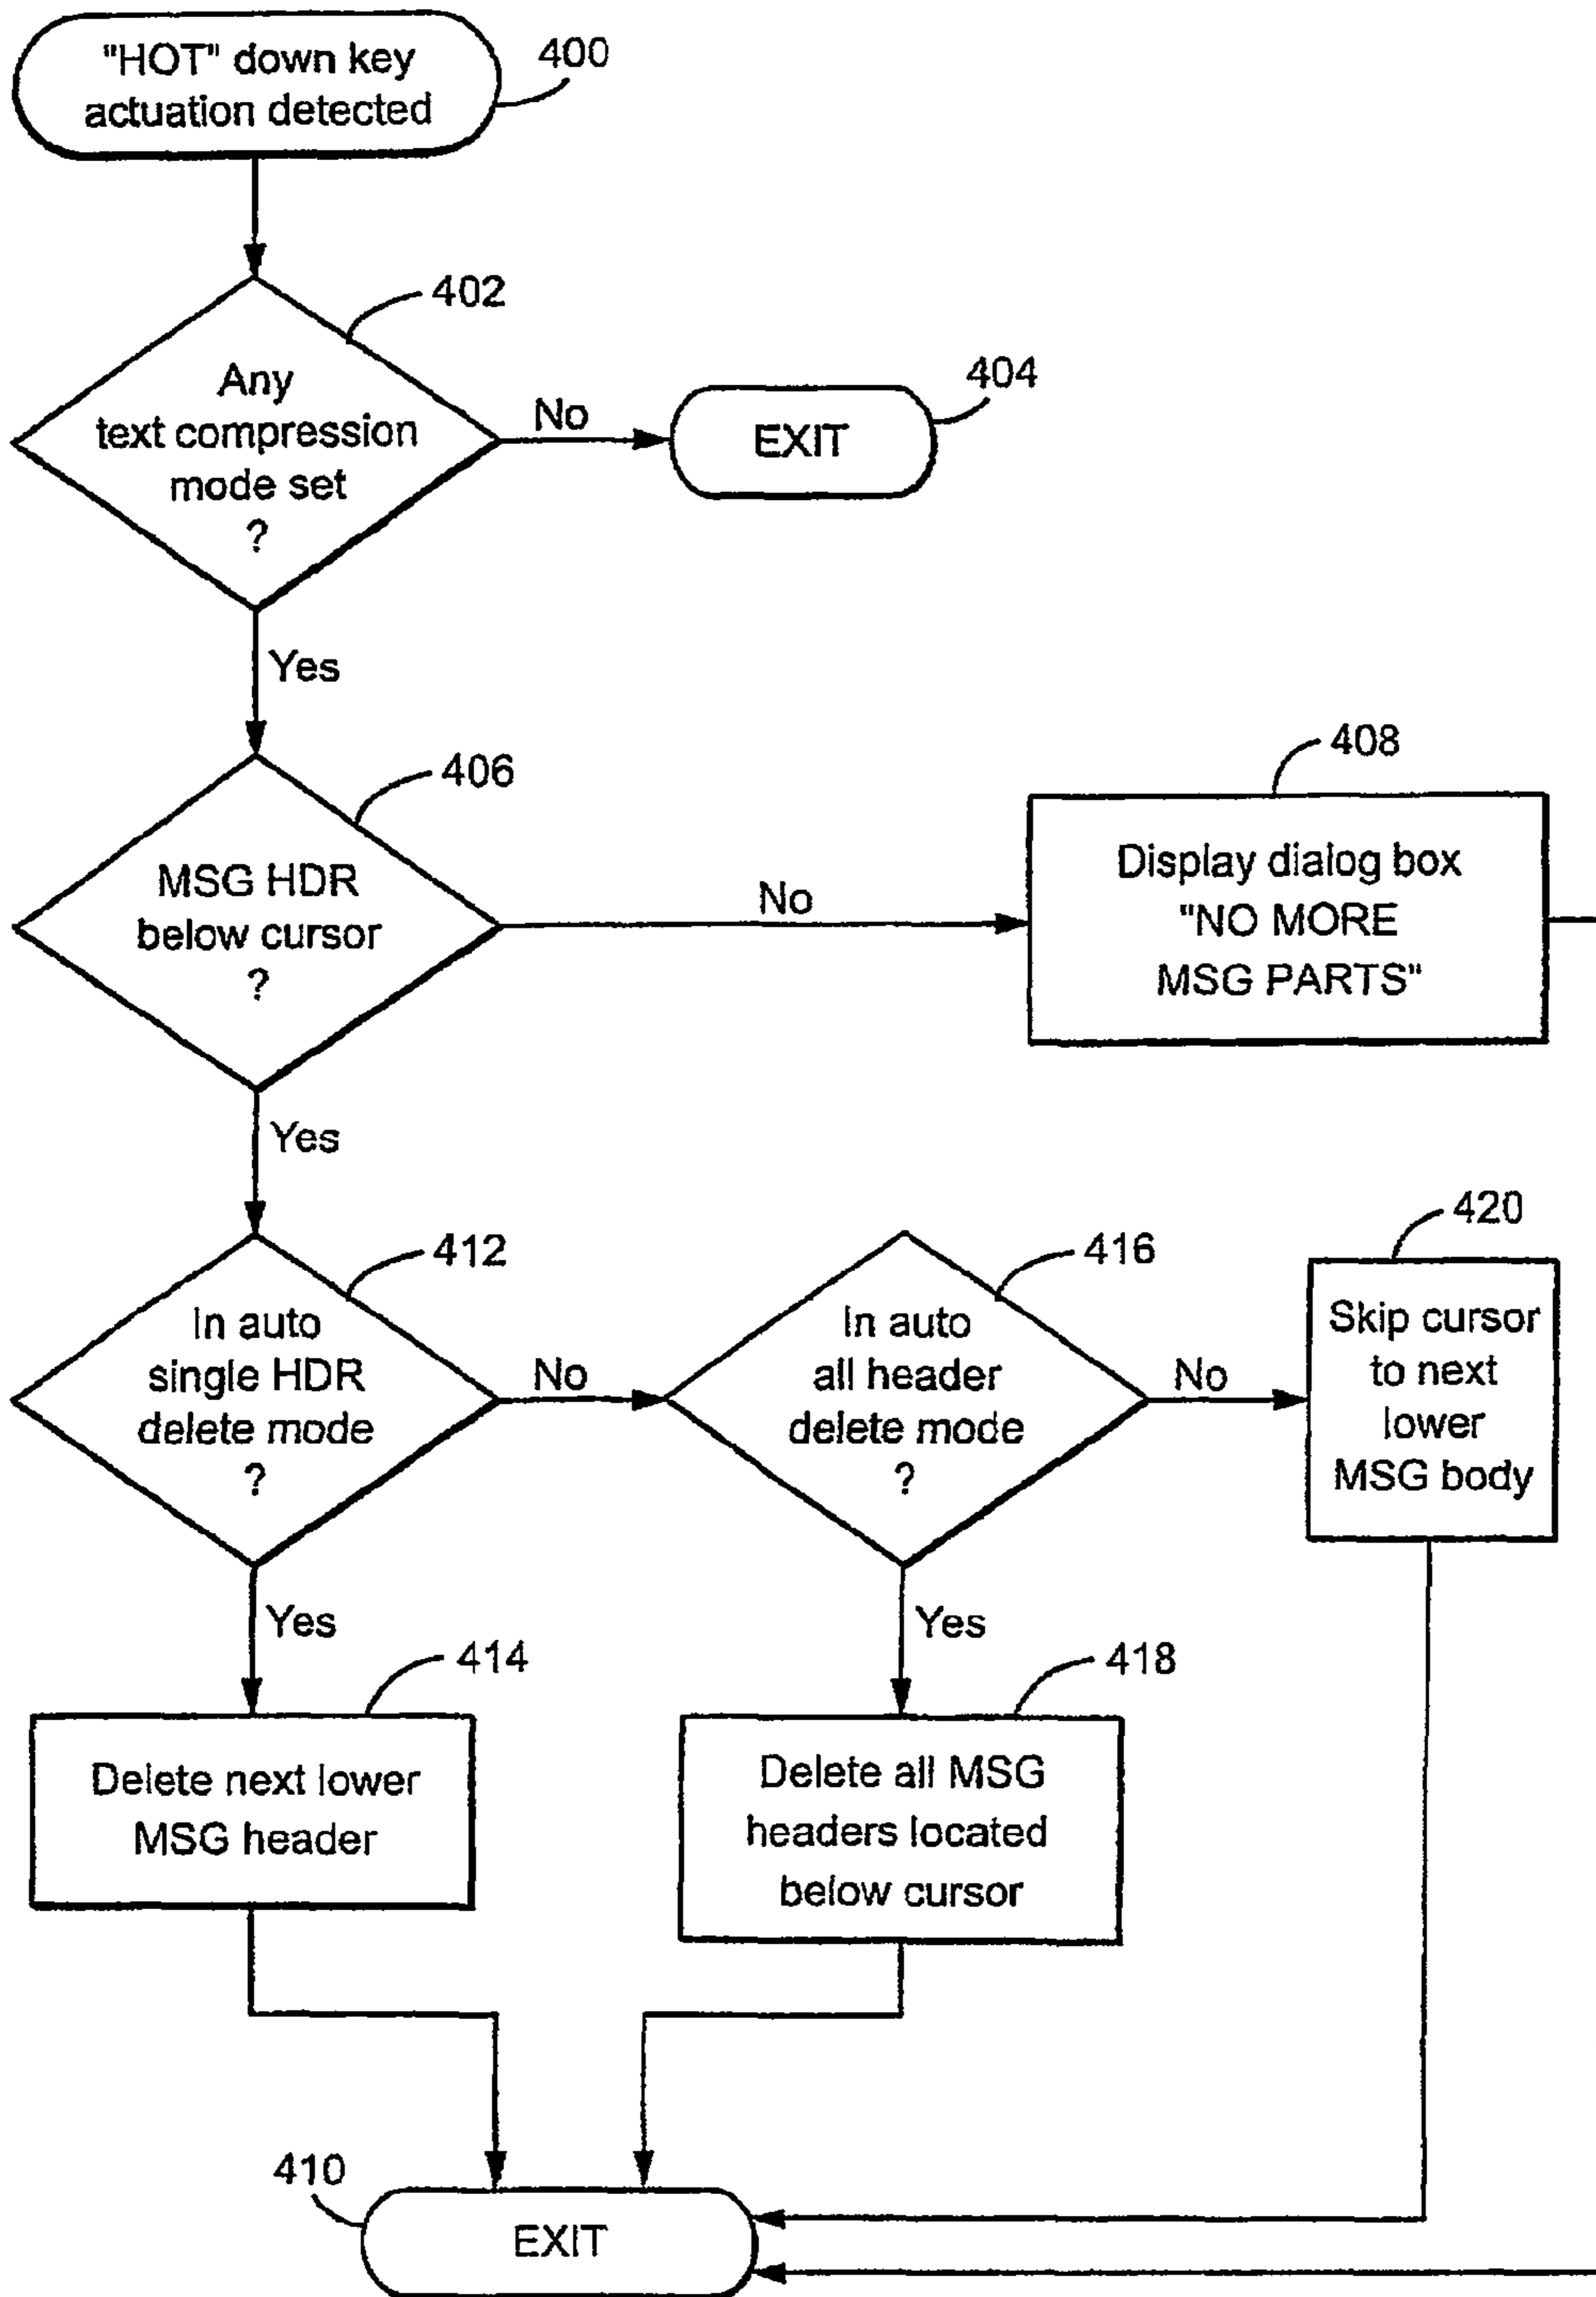 "HOT" down key
actuation detected
400
402
Any
text compression
mode set
?
No
404
EXIT
Yes
406
MSG HDR
below cursor
?
No
408
Display dialog box
"NO MORE
MSG PARTS"
Yes
412
In auto
single HDR
delete mode
?
No
416
In auto
all header
delete mode
?
No
420
Skip cursor
to next
lower
MSG body
Yes
414
Delete next lower
MSG header
Yes
418
Delete all MSG
headers located
below cursor
410
EXIT